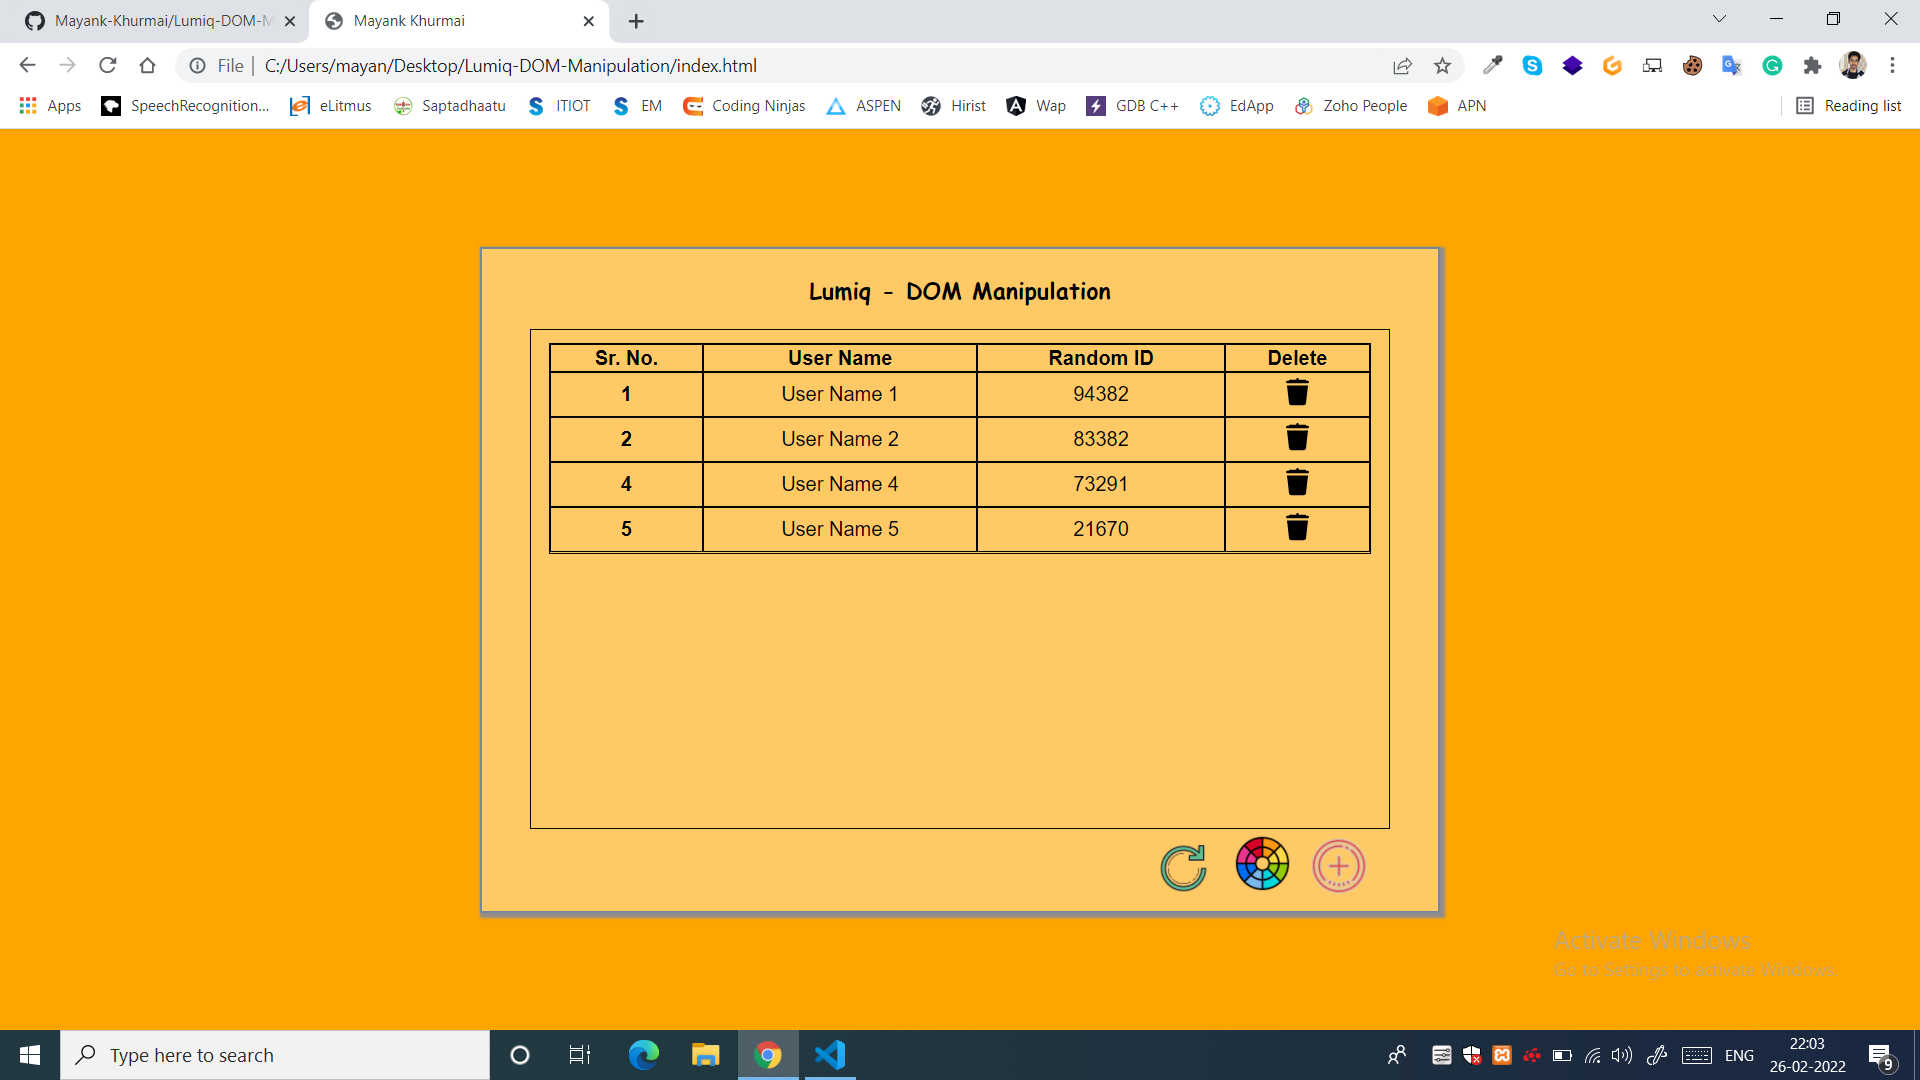 Mayank-Khurmai/Lumiq-DOM-M
Mayank Khurmai
File
C:/Users/mayan/Desktop/Lumiq-DOM-Manipulation/index.html
Apps SpeechRecognition... eLitmus Saptadhaatu ITIOT EM Coding Ninjas ASPEN Hirist Wap GDB C++ EdApp Zoho People APN Reading list
Lumiq - DOM Manipulation
Sr. No. User Name Random ID Delete
1 User Name 1 94382
2 User Name 2 83382
4 User Name 4 73291
5 User Name 5 21670
Activate Windows
Go to Settings to activate Windows.
Type here to search
ENG
22:03
26-02-2022
9